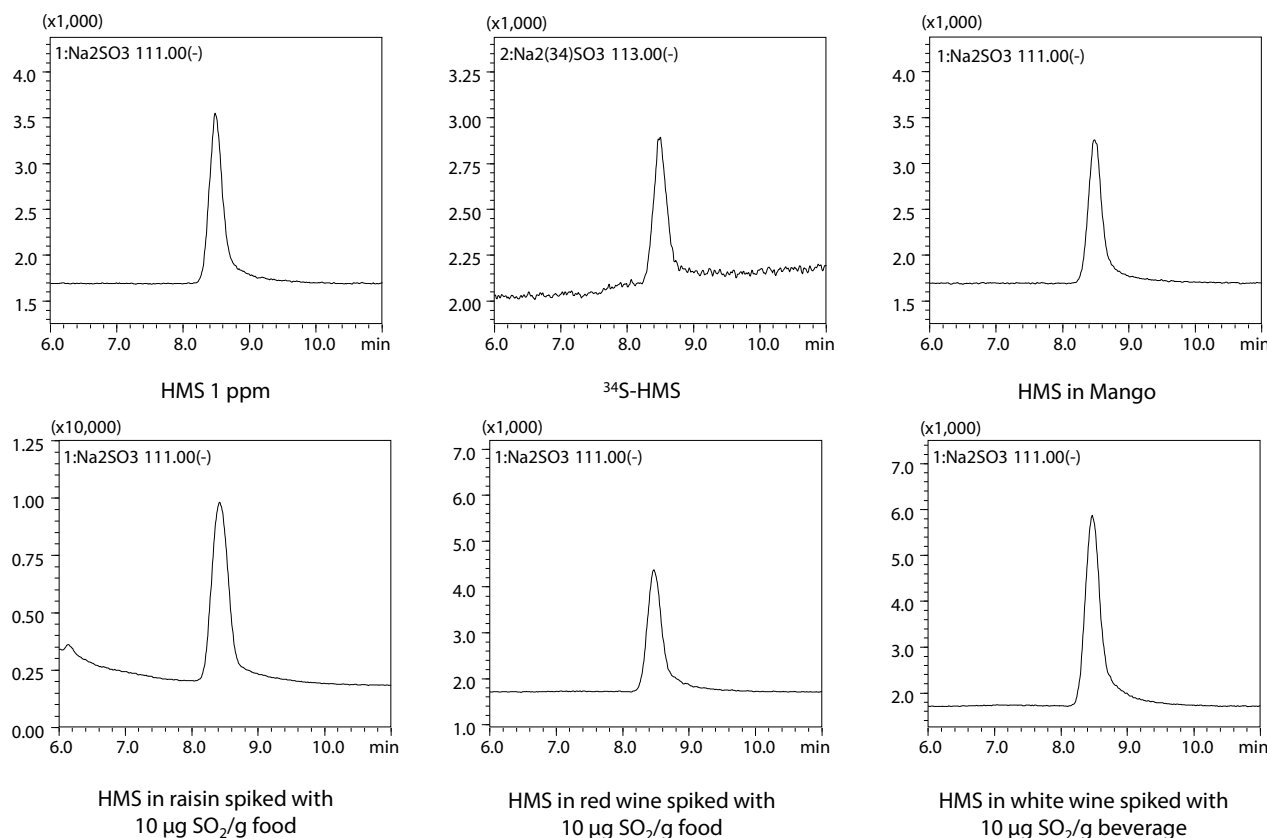 (x1,000)
1:Na2SO3 111.00(-)
4.0
3.5
3.0
2.5
2.0
1.5
6.0 7.0 8.0 9.0 10.0 min
HMS 1 ppm
(x1,000)
2:Na2(34)SO3 113.00(-)
3.25
3.00
2.75
2.50
2.25
2.00
6.0 7.0 8.0 9.0 10.0 min
³⁴S-HMS
(x1,000)
1:Na2SO3 111.00(-)
4.0
3.5
3.0
2.5
2.0
1.5
6.0 7.0 8.0 9.0 10.0 min
HMS in Mango
(x10,000)
1:Na2SO3 111.00(-)
1.25
1.00
0.75
0.50
0.25
0.00
6.0 7.0 8.0 9.0 10.0 min
HMS in raisin spiked with
10 µg SO₂/g food
(x1,000)
1:Na2SO3 111.00(-)
7.0
6.0
5.0
4.0
3.0
2.0
1.0
6.0 7.0 8.0 9.0 10.0 min
HMS in red wine spiked with
10 µg SO₂/g food
(x1,000)
1:Na2SO3 111.00(-)
7.0
6.0
5.0
4.0
3.0
2.0
6.0 7.0 8.0 9.0 10.0 min
HMS in white wine spiked with
10 µg SO₂/g beverage